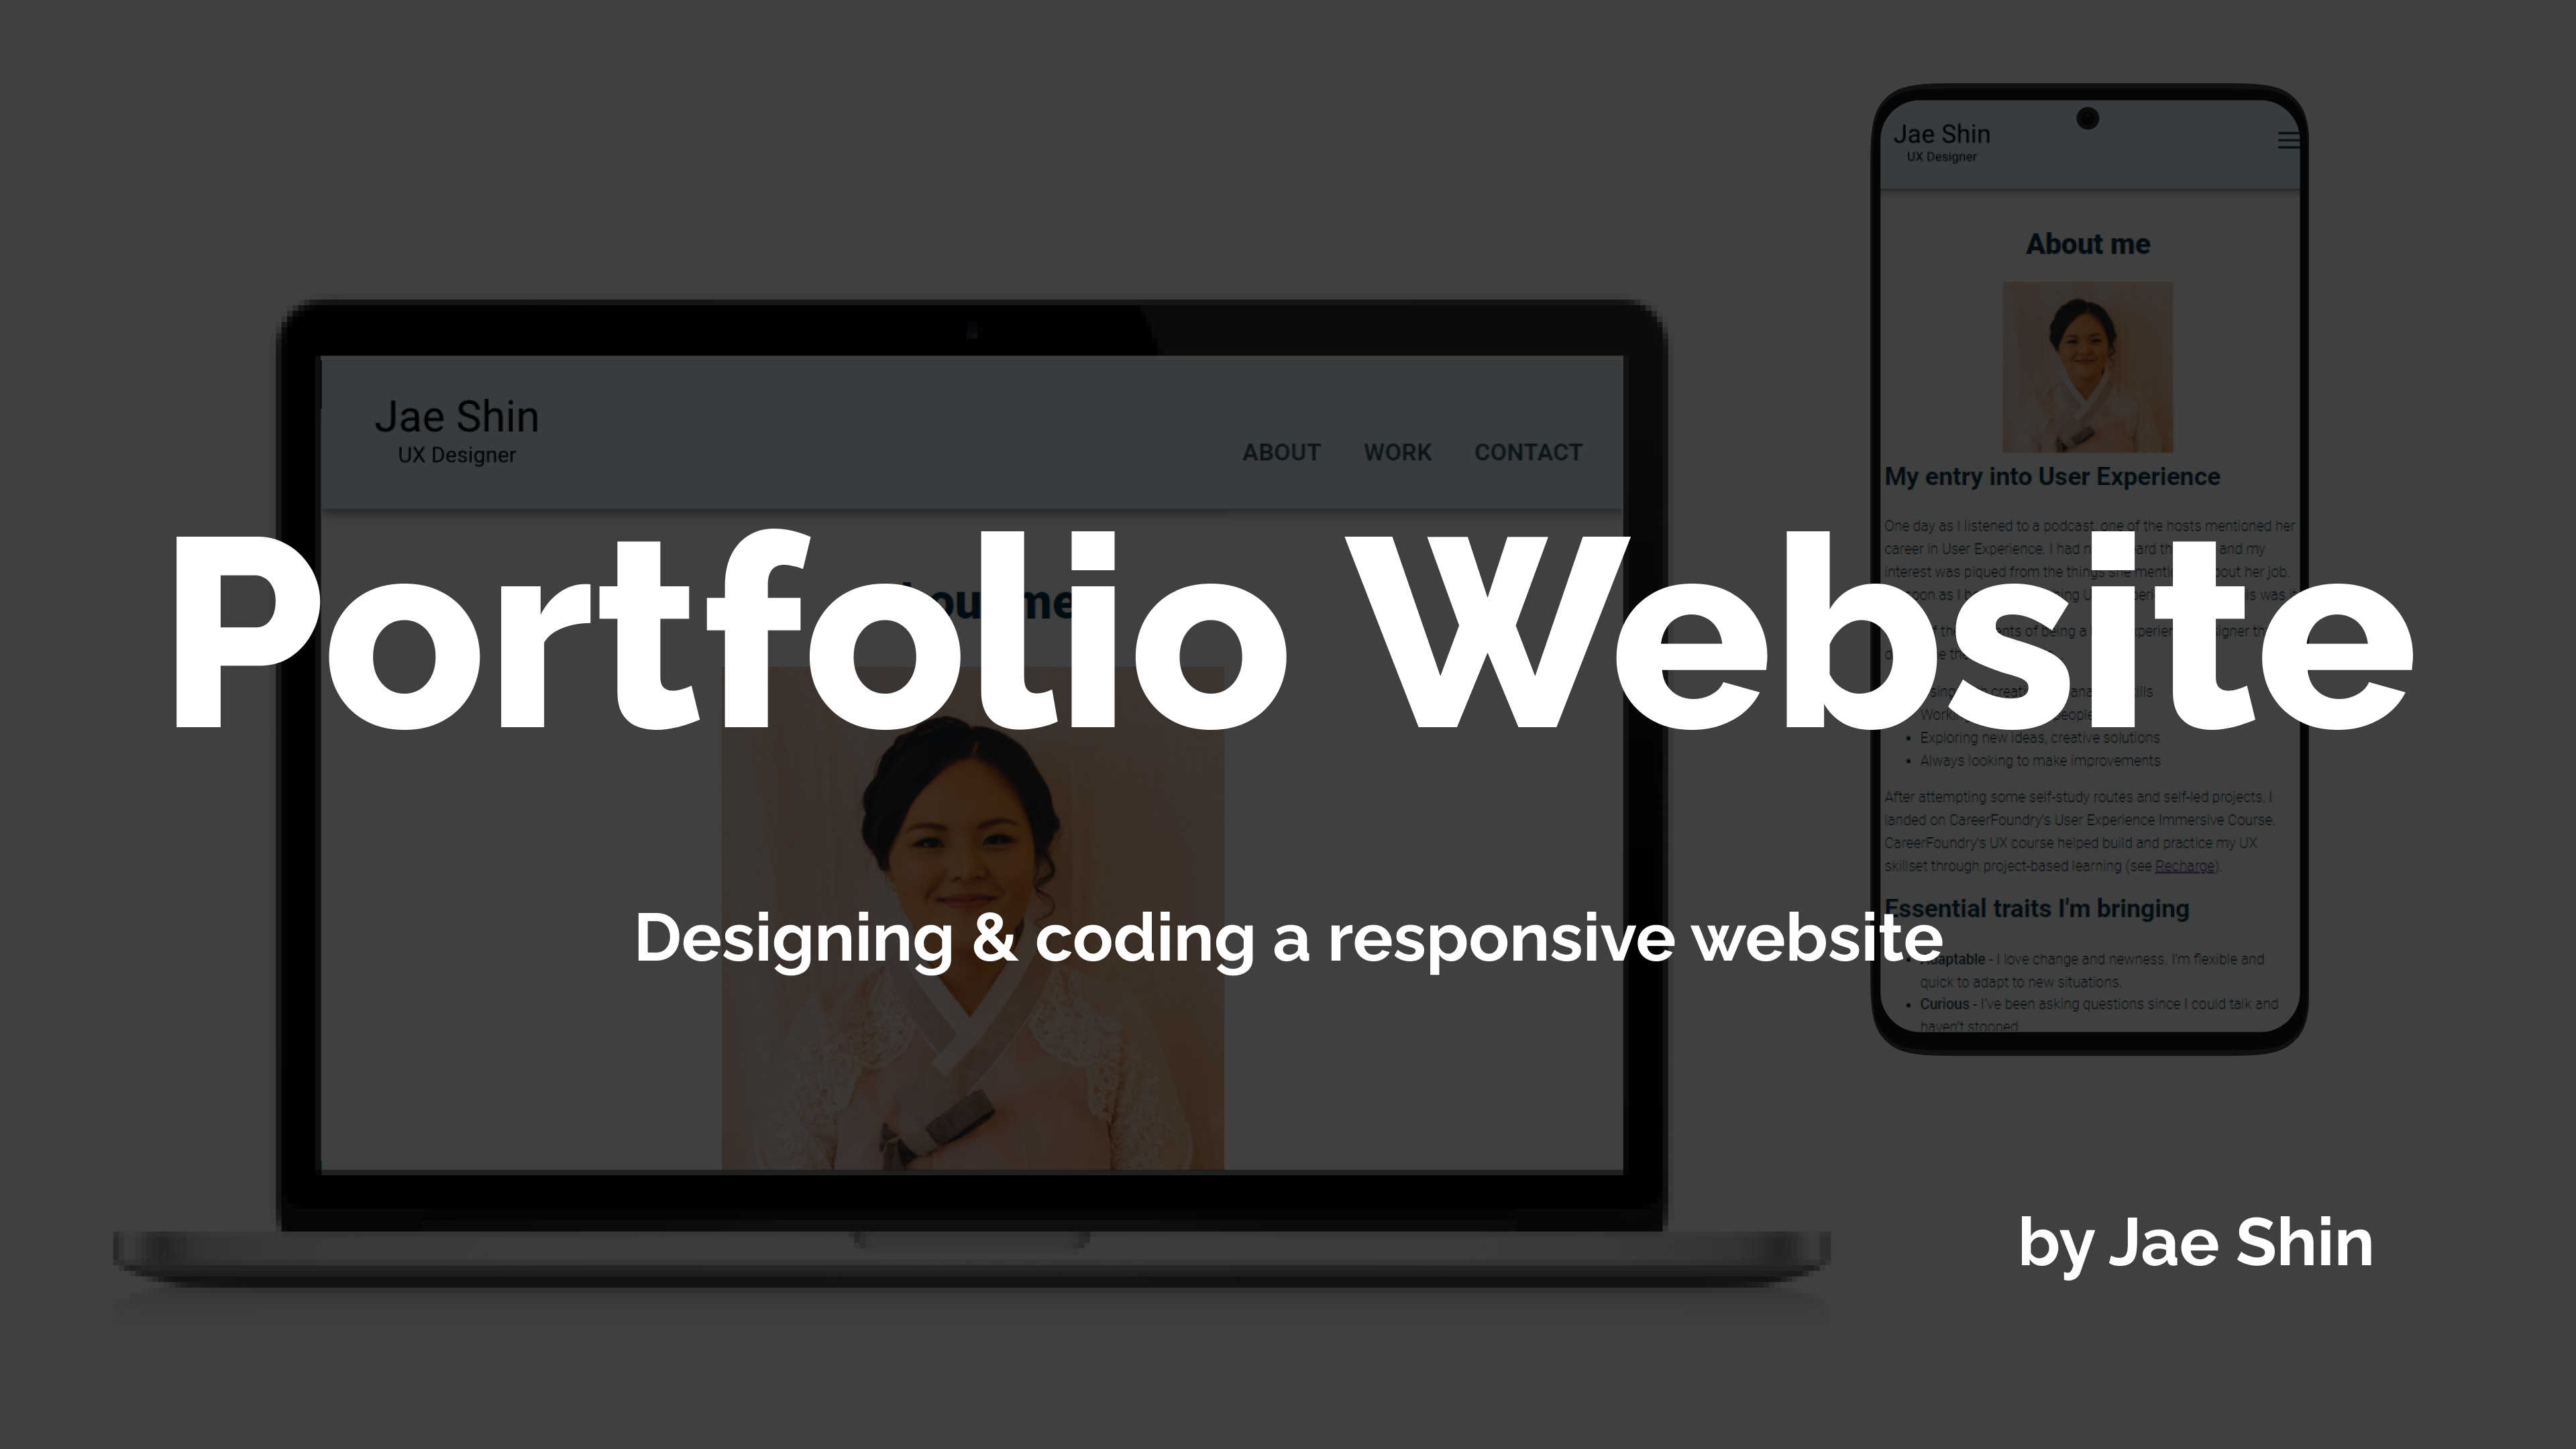 Jae Shin
UX Designer
ABOUT
WORK
CONTACT
Portfolio Website
Designing & coding a responsive website
by Jae Shin
Jae Shin
UX Designer
About me
My entry into User Experience
One day as I listened to a podcast, one of the hosts mentioned her
career in User Experience. I had and my
interest was piqued from the things she about her job.
soon as I
of being a
Exploring new ideas, creative solutions
Always looking to make improvements
After attempting some self-study routes and self-led projects, I
landed on CareerFoundry's User Experience Immersive Course.
CareerFoundry's UX course helped build and practice my UX
skillset through project-based learning (see Recharge).
Essential traits I'm bringing
Adaptable - I love change and newness. I'm flexible and
quick to adapt to new situations.
Curious - I've been asking questions since I could talk and
haven't stopped